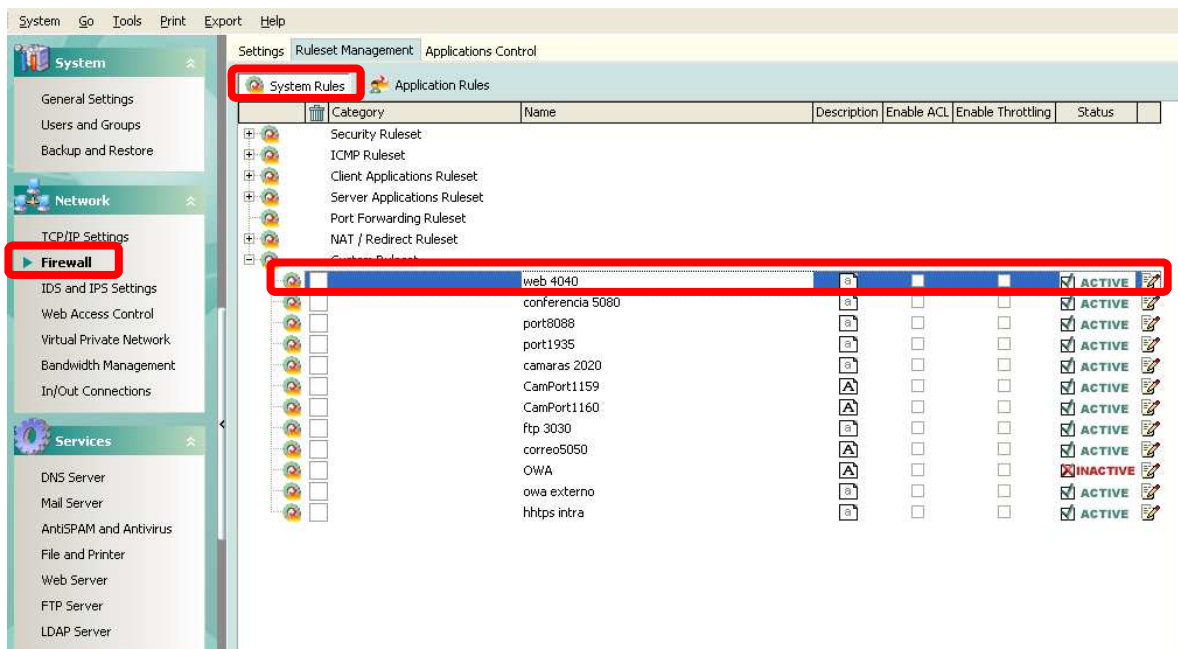 System Go Tools Print Export Help
System
General Settings
Users and Groups
Backup and Restore
Network
TCP/IP Settings
Firewall
IDS and IPS Settings
Web Access Control
Virtual Private Network
Bandwidth Management
In/Out Connections
Services
DNS Server
Mail Server
AntiSPAM and Antivirus
File and Printer
Web Server
FTP Server
LDAP Server
Settings Ruleset Management Applications Control
System Rules Application Rules
Category Name Description Enable ACL Enable Throttling Status
Security Ruleset
ICMP Ruleset
Client Applications Ruleset
Server Applications Ruleset
Port Forwarding Ruleset
NAT / Redirect Ruleset
Custom Ruleset
web 4040 a ACTIVE
conferencia 5080 a ACTIVE
port8088 a ACTIVE
port1935 a ACTIVE
camaras 2020 a ACTIVE
CamPort1159 A ACTIVE
CamPort1160 A ACTIVE
ftp 3030 a ACTIVE
correo5050 A ACTIVE
OWA A INACTIVE
owa externo a ACTIVE
hhtps intra a ACTIVE